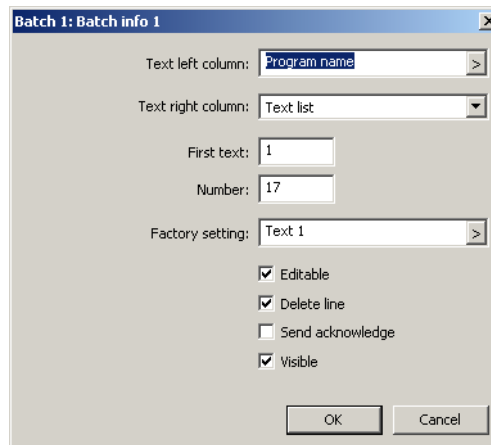 Batch 1: Batch info 1
Text left column: Program name >
Text right column: Text list
First text: 1
Number: 17
Factory setting: Text 1 >
Editable
Delete line
Send acknowledge
Visible
OK Cancel